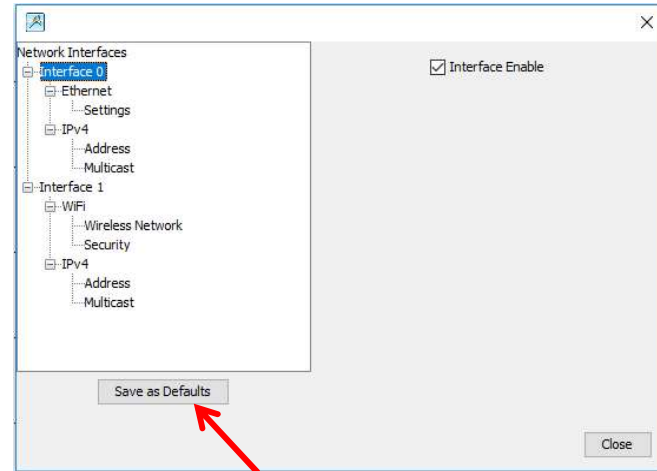 Network Interfaces
Interface 0
Ethernet
Settings
IPv4
Address
Multicast
Interface 1
WiFi
Wireless Network
Security
IPv4
Address
Multicast
Interface Enable
Save as Defaults
Close